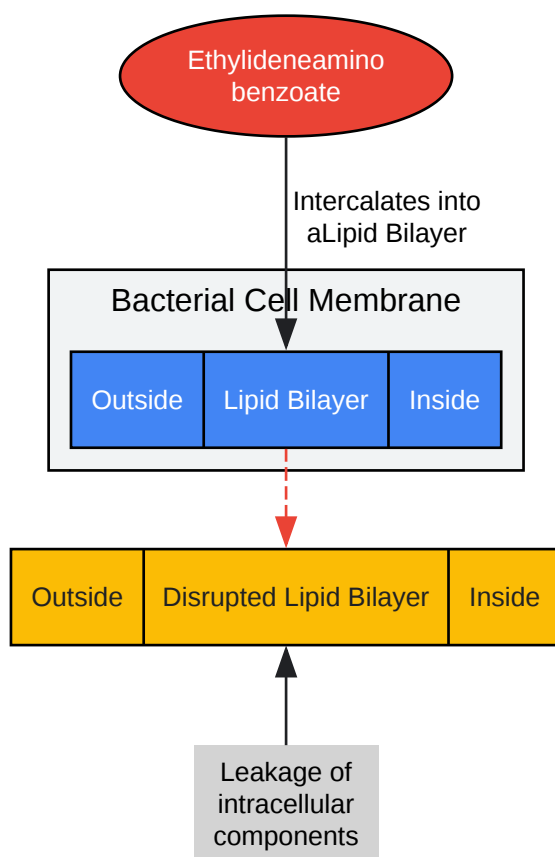 Ethylideneamino
benzoate
Intercalates into
aLipid Bilayer
Bacterial Cell Membrane
Outside
Lipid Bilayer
Inside
Outside
Disrupted Lipid Bilayer
Inside
Leakage of
intracellular
components